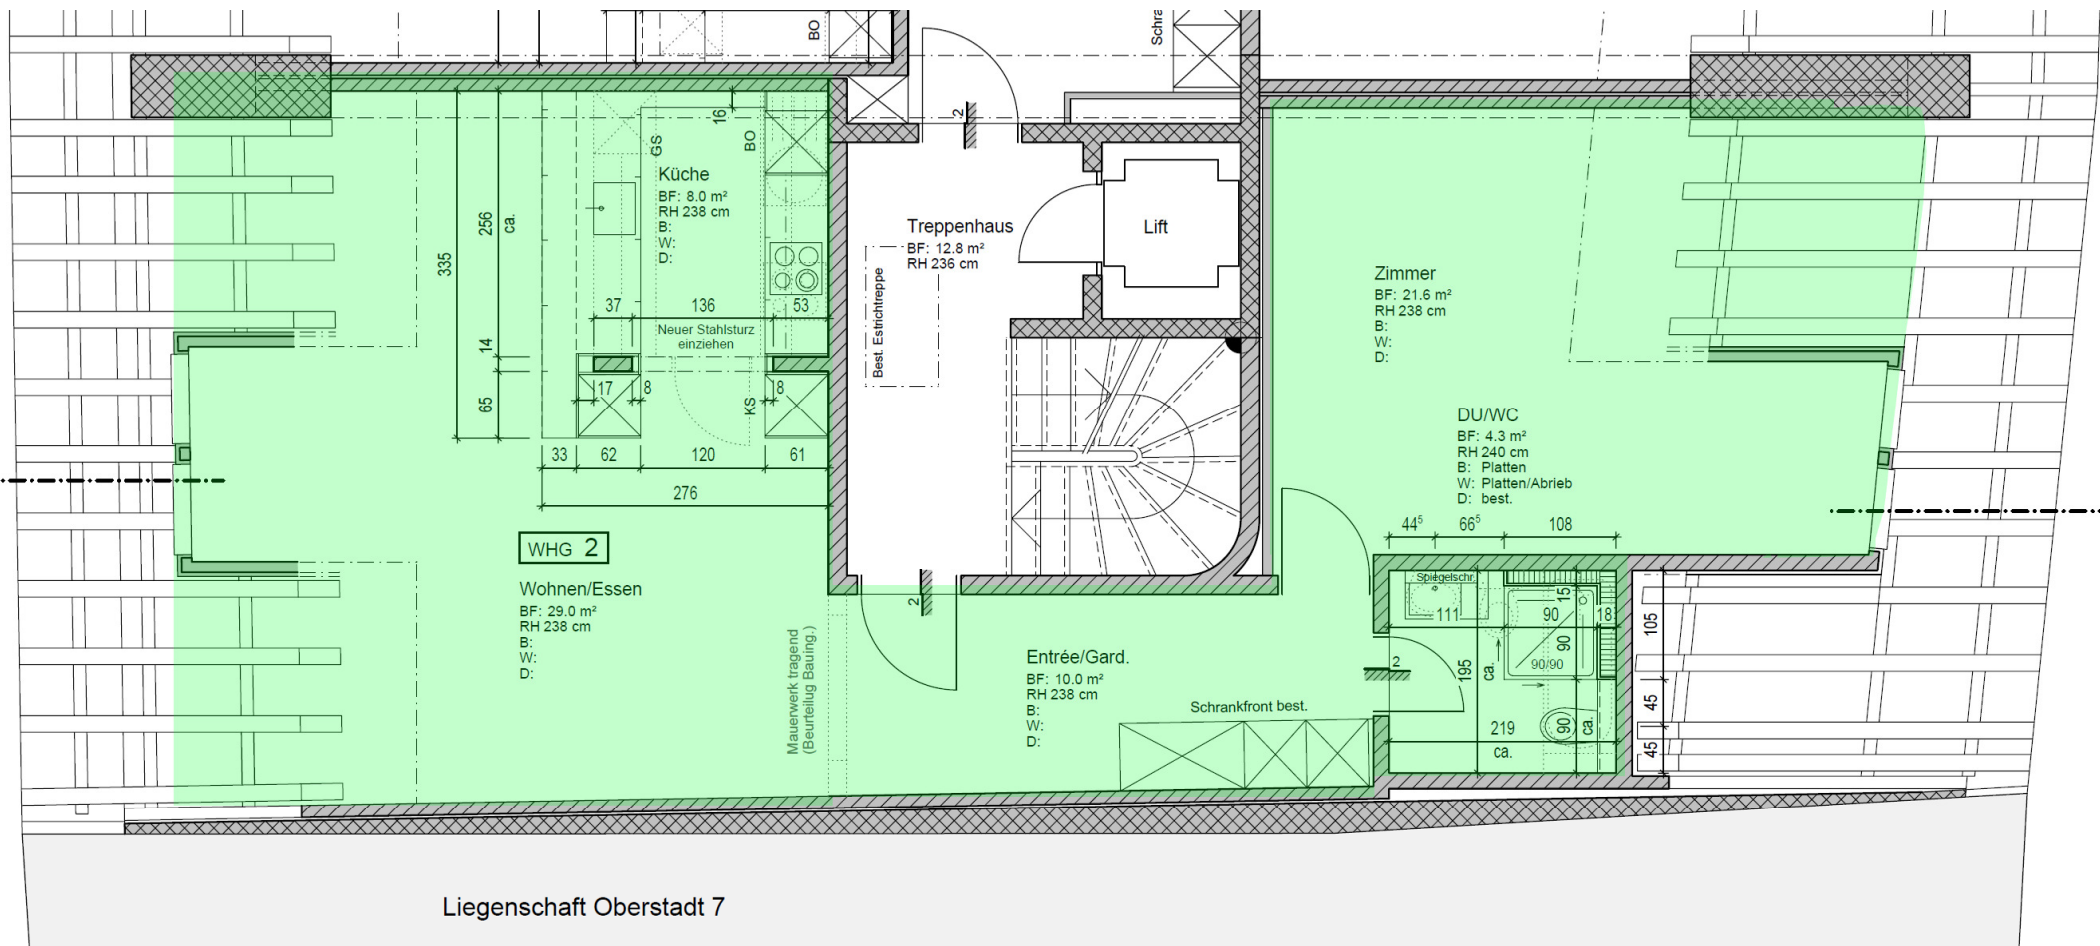 BO
Schra
2
16
GS
BO
Küche
BF: 8.0 m²
RH 238 cm
B:
W:
D:
256
ca.
335
Treppenhaus
BF: 12.8 m²
RH 236 cm
Best. Estrichtreppe
Lift
Zimmer
BF: 21.6 m²
RH 238 cm
B:
W:
D:
37
136
53
Neuer Stahlsturz
einziehen
14
65
17
8
KS
8
33
62
120
61
276
DU/WC
BF: 4.3 m²
RH 240 cm
B: Platten
W: Platten/Abrieb
D: best.
44⁵
66⁵
108
WHG 2
Wohnen/Essen
BF: 29.0 m²
RH 238 cm
B:
W:
D:
2
Mauerwerk tragend
(Beurteilug Bauing.)
Entrée/Gard.
BF: 10.0 m²
RH 238 cm
B:
W:
D:
Schrankfront best.
Spiegelschr.
111
15
90
18
195
ca.
90
90/90
2
219
ca.
90
ca.
105
45
45
Liegenschaft Oberstadt 7